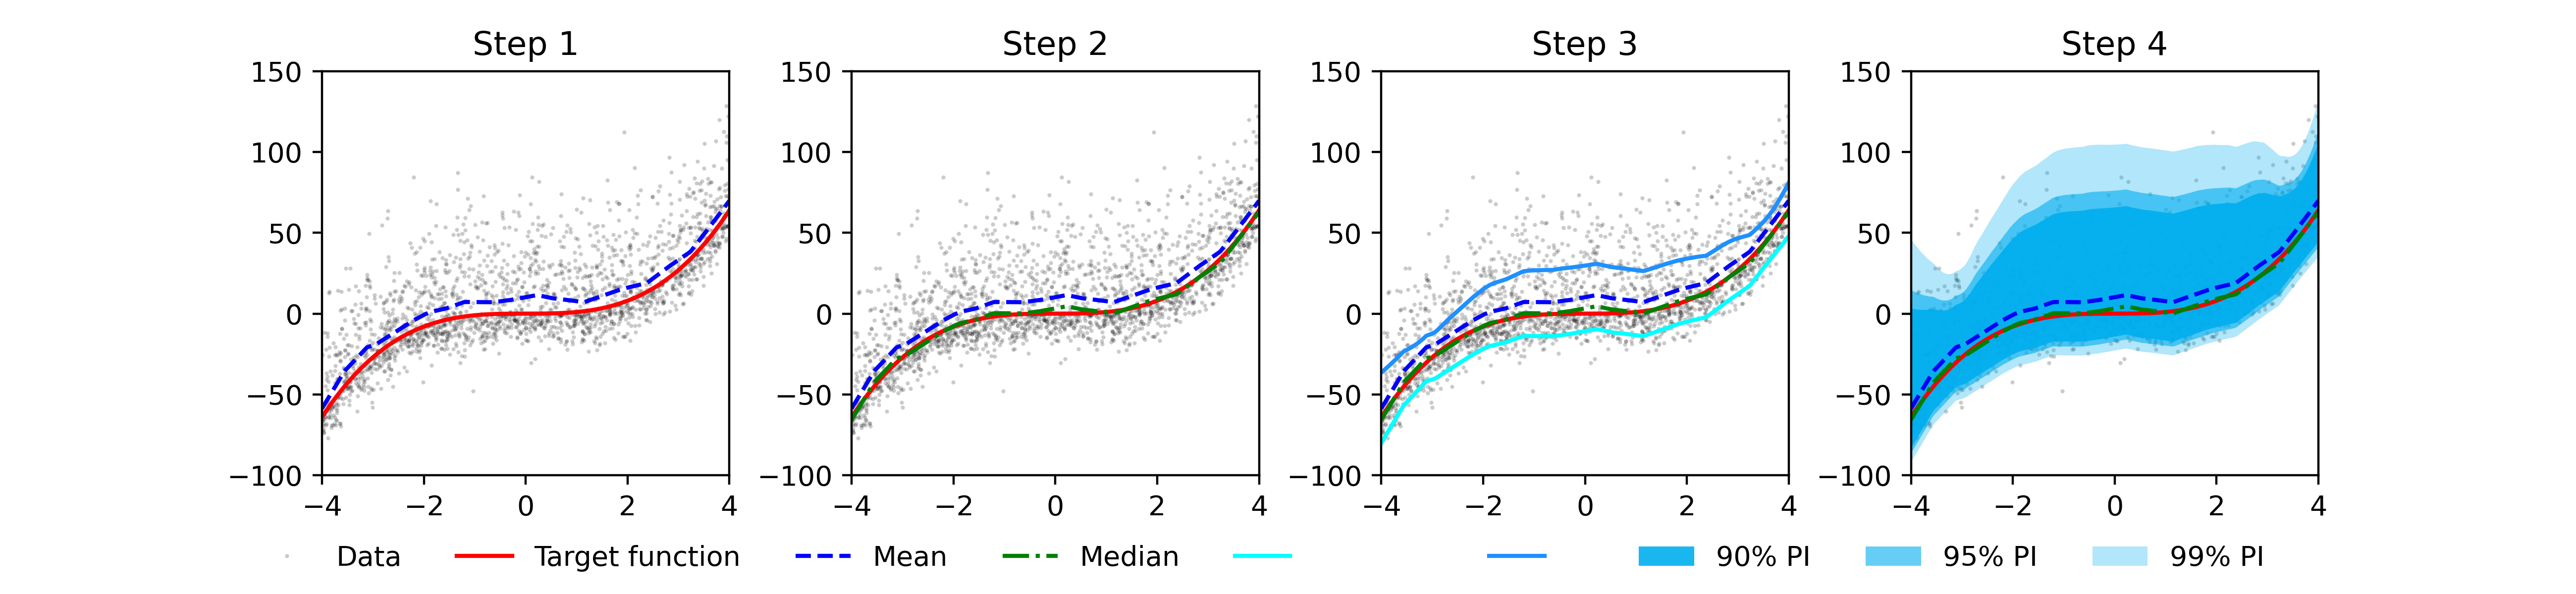 Step 1 Step 2 Step 3 Step 4
150 150 150 150
100 100 100 100
50 50 50 50
0 0 0 0
−50 −50 −50 −50
−100 −100 −100 −100
−4 −2 0 2 4 −4 −2 0 2 4 −4 −2 0 2 4 −4 −2 0 2 4
Data Target function Mean Median 90% PI 95% PI 99% PI